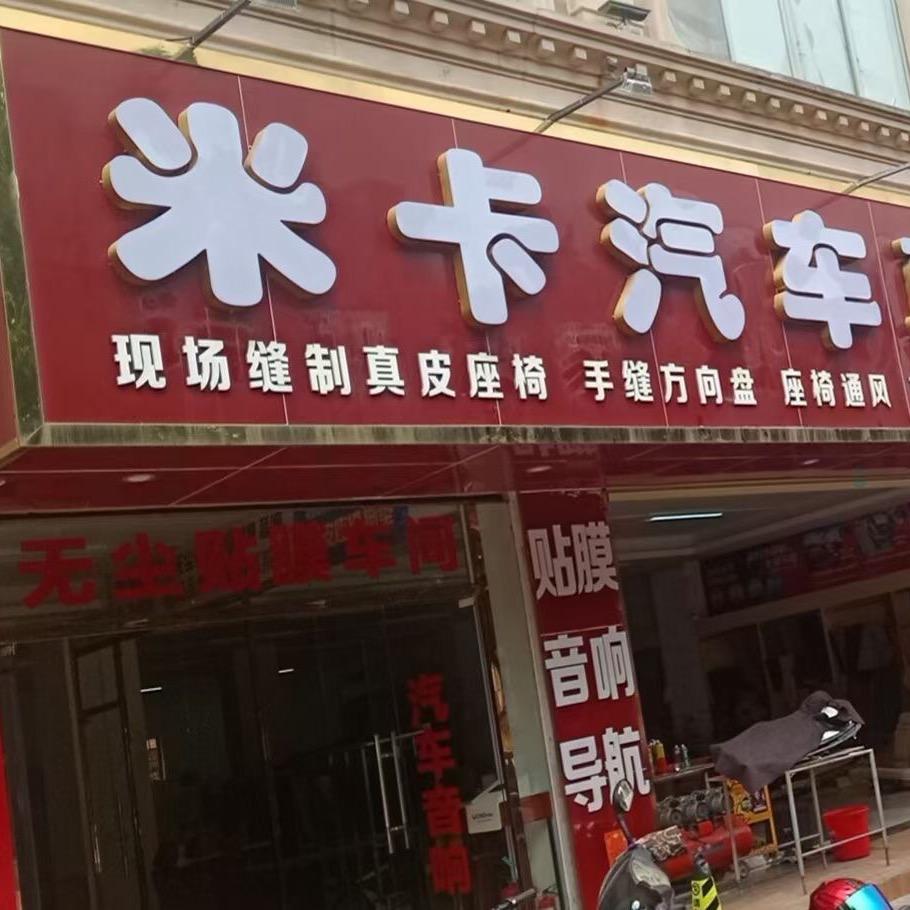 米卡汽车
现场缝制真皮座椅 手缝方向盘 座椅通风
无尘贴膜车间
贴膜
音响
导航
汽车音响